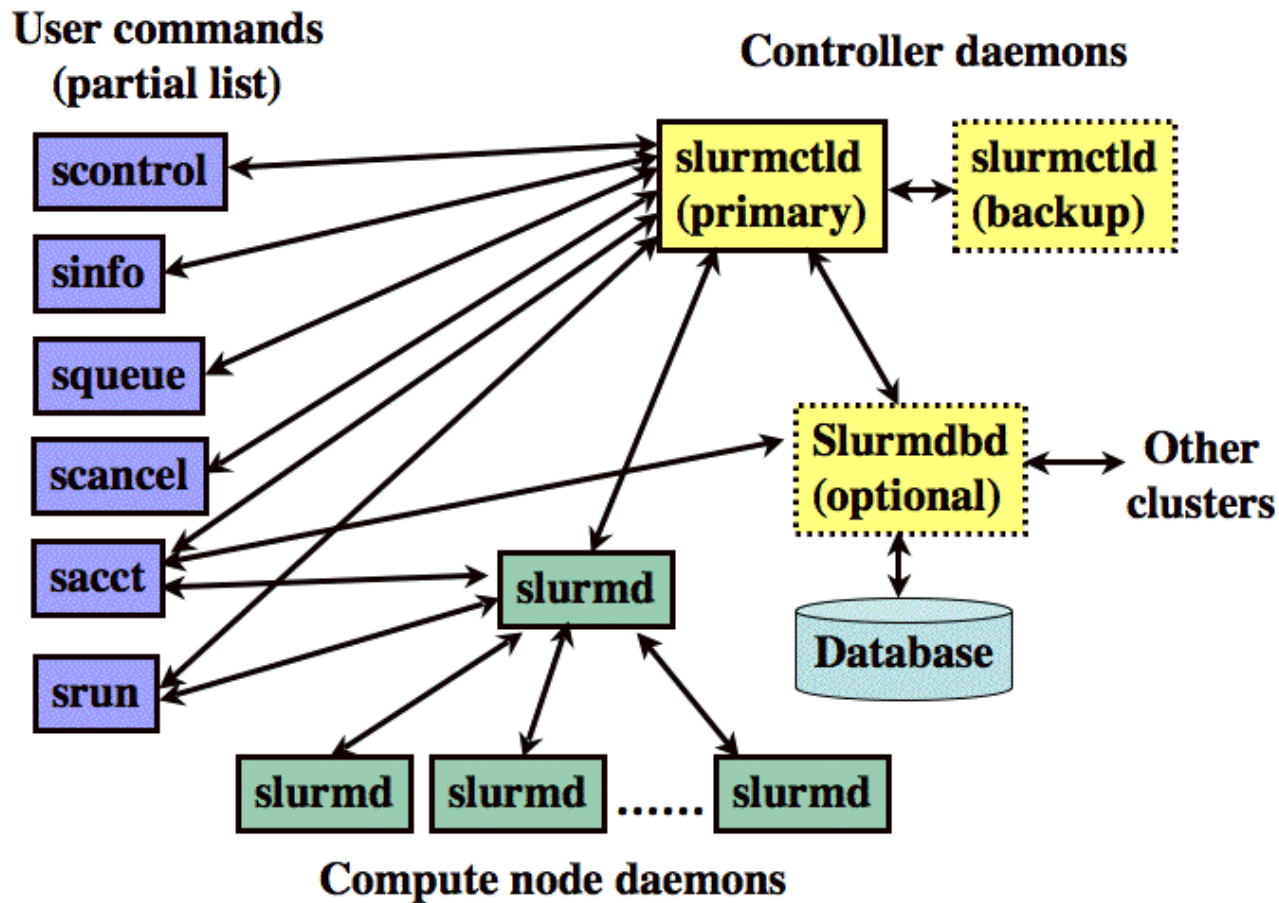 User commands
(partial list)
Controller daemons
scontrol
slurmctld
(primary)
slurmctld
(backup)
sinfo
squeue
scancel
Slurmdbd
(optional)
Other
clusters
sacct
slurmd
srun
Database
slurmd
slurmd
......
slurmd
Compute node daemons